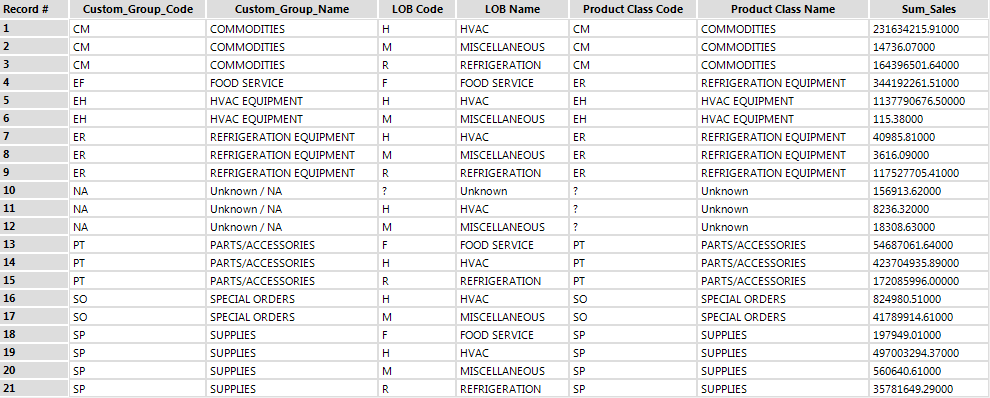 Record # Custom_Group_Code Custom_Group_Name LOB Code LOB Name Product Class Code Product Class Name Sum_Sales
1 CM COMMODITIES H HVAC CM COMMODITIES 231634215.91000
2 CM COMMODITIES M MISCELLANEOUS CM COMMODITIES 14736.07000
3 CM COMMODITIES R REFRIGERATION CM COMMODITIES 164396501.64000
4 EF FOOD SERVICE F FOOD SERVICE ER REFRIGERATION EQUIPMENT 344192261.51000
5 EH HVAC EQUIPMENT H HVAC EH HVAC EQUIPMENT 1137790676.50000
6 EH HVAC EQUIPMENT M MISCELLANEOUS EH HVAC EQUIPMENT 115.38000
7 ER REFRIGERATION EQUIPMENT H HVAC ER REFRIGERATION EQUIPMENT 40985.81000
8 ER REFRIGERATION EQUIPMENT M MISCELLANEOUS ER REFRIGERATION EQUIPMENT 3616.09000
9 ER REFRIGERATION EQUIPMENT R REFRIGERATION ER REFRIGERATION EQUIPMENT 117527705.41000
10 NA Unknown / NA ? Unknown ? Unknown 156913.62000
11 NA Unknown / NA H HVAC ? Unknown 8236.32000
12 NA Unknown / NA M MISCELLANEOUS ? Unknown 18308.63000
13 PT PARTS/ACCESSORIES F FOOD SERVICE PT PARTS/ACCESSORIES 54687061.64000
14 PT PARTS/ACCESSORIES H HVAC PT PARTS/ACCESSORIES 423704935.89000
15 PT PARTS/ACCESSORIES R REFRIGERATION PT PARTS/ACCESSORIES 172085996.00000
16 SO SPECIAL ORDERS H HVAC SO SPECIAL ORDERS 824980.51000
17 SO SPECIAL ORDERS M MISCELLANEOUS SO SPECIAL ORDERS 41789914.61000
18 SP SUPPLIES F FOOD SERVICE SP SUPPLIES 197949.01000
19 SP SUPPLIES H HVAC SP SUPPLIES 497003294.37000
20 SP SUPPLIES M MISCELLANEOUS SP SUPPLIES 560640.61000
21 SP SUPPLIES R REFRIGERATION SP SUPPLIES 35781649.29000